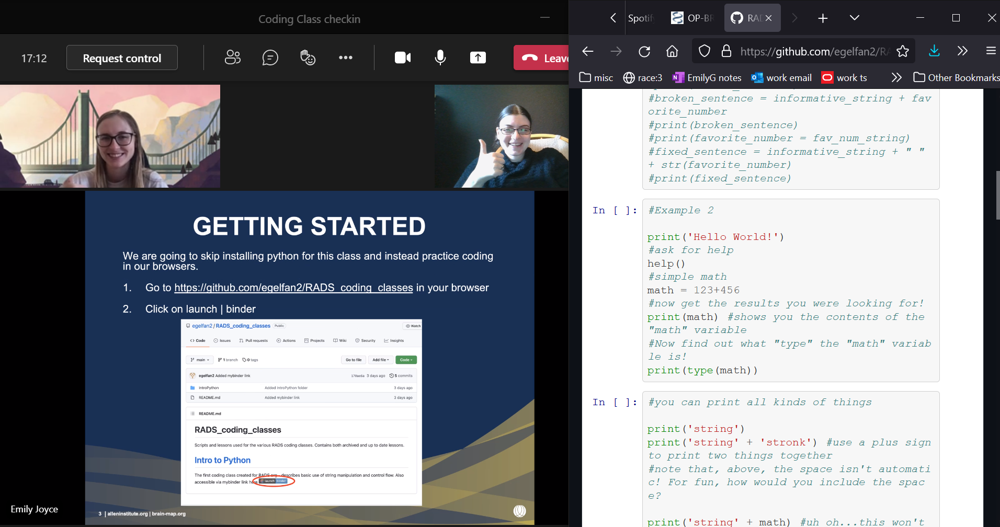 Coding Class checkin
17:12
Request control
Leave
GETTING STARTED
We are going to skip installing python for this class and instead practice coding
in our browsers.
1. Go to https://github.com/egelfan2/RADS_coding_classes in your browser
2. Click on launch | binder
egelfan2/RADS_coding_classes Public
Watch
Code Issues Pull requests Actions Projects Wiki Security Insights
main 1 branch 0 tags Go to file Add file Code
egelfan2 Added mybinder link 170ae6a 3 days ago 5 commits
IntroPython Added IntroPython folder 3 days ago
README.md Added mybinder link 3 days ago
README.md
RADS_coding_classes
Scripts and lessons used for the various RADS coding classes. Contains both archived and up to date lessons.
Intro to Python
The first coding class created for RADS org - describes basic use of string manipulation and control flow. Also
accessible via mybinder link here launch binder
Emily Joyce
3 | alleninstitute.org | brain-map.org
Spotif OP-BR RAD
https://github.com/egelfan2/RA
misc race:3 EmilyG notes work email work ts Other Bookmarks
#broken_sentence = informative_string + fav
orite_number
#print(broken_sentence)
#print(favorite_number = fav_num_string)
#fixed_sentence = informative_string + " "
+ str(favorite_number)
#print(fixed_sentence)
In [ ]: #Example 2
print('Hello World!')
#ask for help
help()
#simple math
math = 123+456
#now get the results you were looking for!
print(math) #shows you the contents of the
"math" variable
#Now find out what "type" the "math" variab
le is!
print(type(math))
In [ ]: #you can print all kinds of things
print('string')
print('string' + 'stronk') #use a plus sign
to print two things together
#note that, above, the space isn't automati
c! For fun, how would you include the spac
e?
print('string' + math) #uh oh...this won't